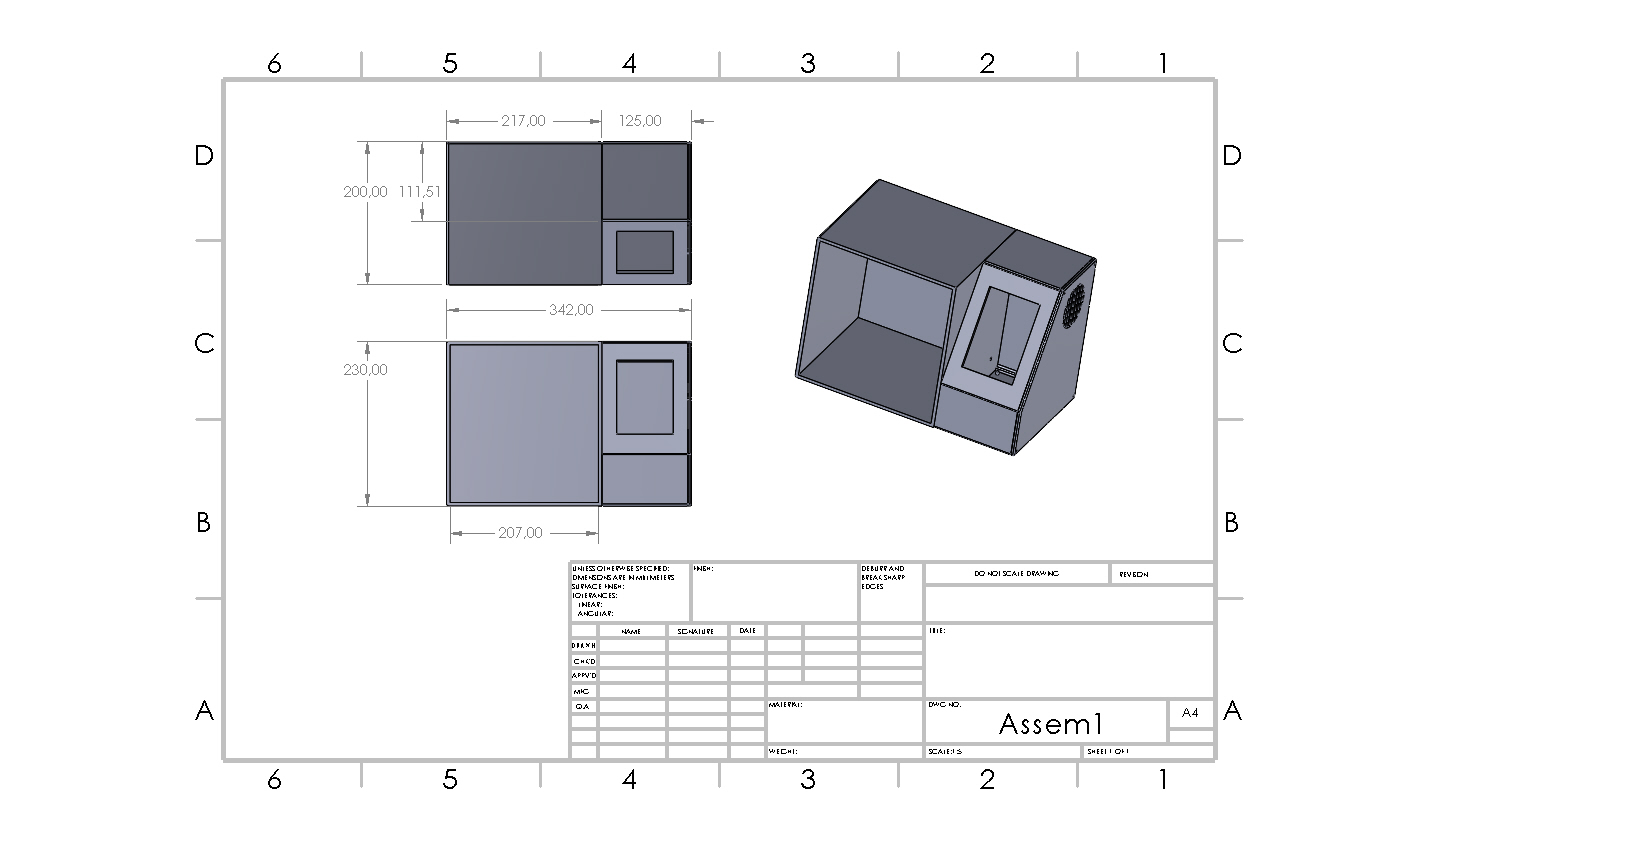 6 5 4 3 2 1
217,00 125,00
D D
200,00 111,51
342,00
C C
230,00
B B
207,00
UNLESS OTHERWISE SPECIFIED:
DIMENSIONS ARE IN MILLIMETERS
SURFACE FINISH:
TOLERANCES:
LINEAR:
ANGULAR:
FINISH:
DEBURR AND
BREAK SHARP
EDGES
DO NOT SCALE DRAWING
REVISION
NAME SIGNATURE DATE
TITLE:
DRAWN
CHK'D
APPV'D
MFG
Q.A
MATERIAL:
DWG NO.
Assem1
A4
A A
WEIGHT:
SCALE:1:5
SHEET 1 OF 1
6 5 4 3 2 1